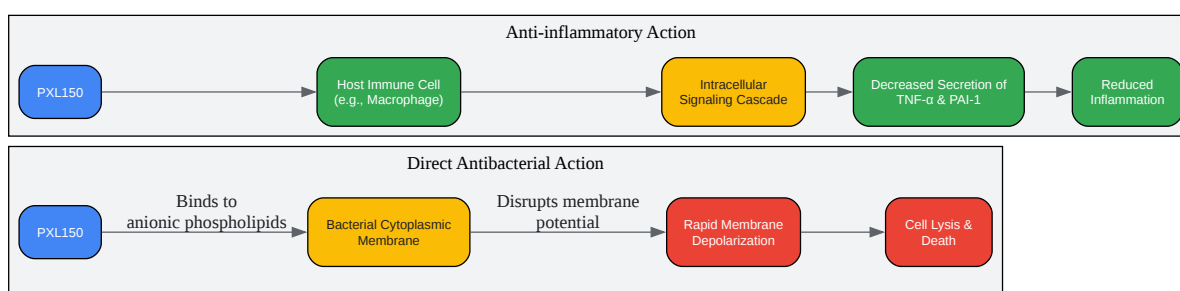 Anti-inflammatory Action
PXL150
Host Immune Cell
(e.g., Macrophage)
Intracellular
Signaling Cascade
Decreased Secretion of
TNF-α & PAI-1
Reduced
Inflammation
Direct Antibacterial Action
PXL150
Binds to
anionic phospholipids
Bacterial Cytoplasmic
Membrane
Disrupts membrane
potential
Rapid Membrane
Depolarization
Cell Lysis &
Death